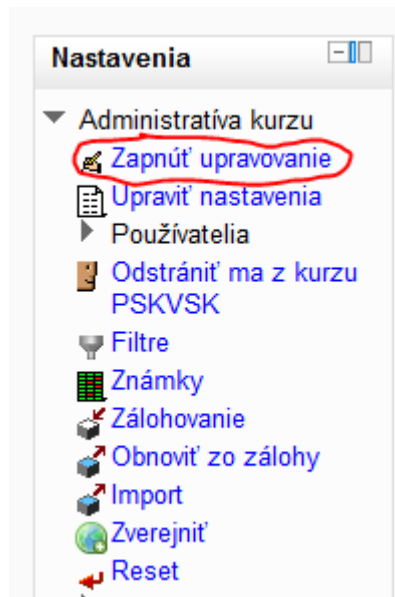 Nastavenia
Administratíva kurzu
Zapnúť upravovanie
Upraviť nastavenia
Používatelia
Odstrániť ma z kurzu
PSKVSK
Filtre
Známky
Zálohovanie
Obnoviť zo zálohy
Import
Zverejniť
Reset